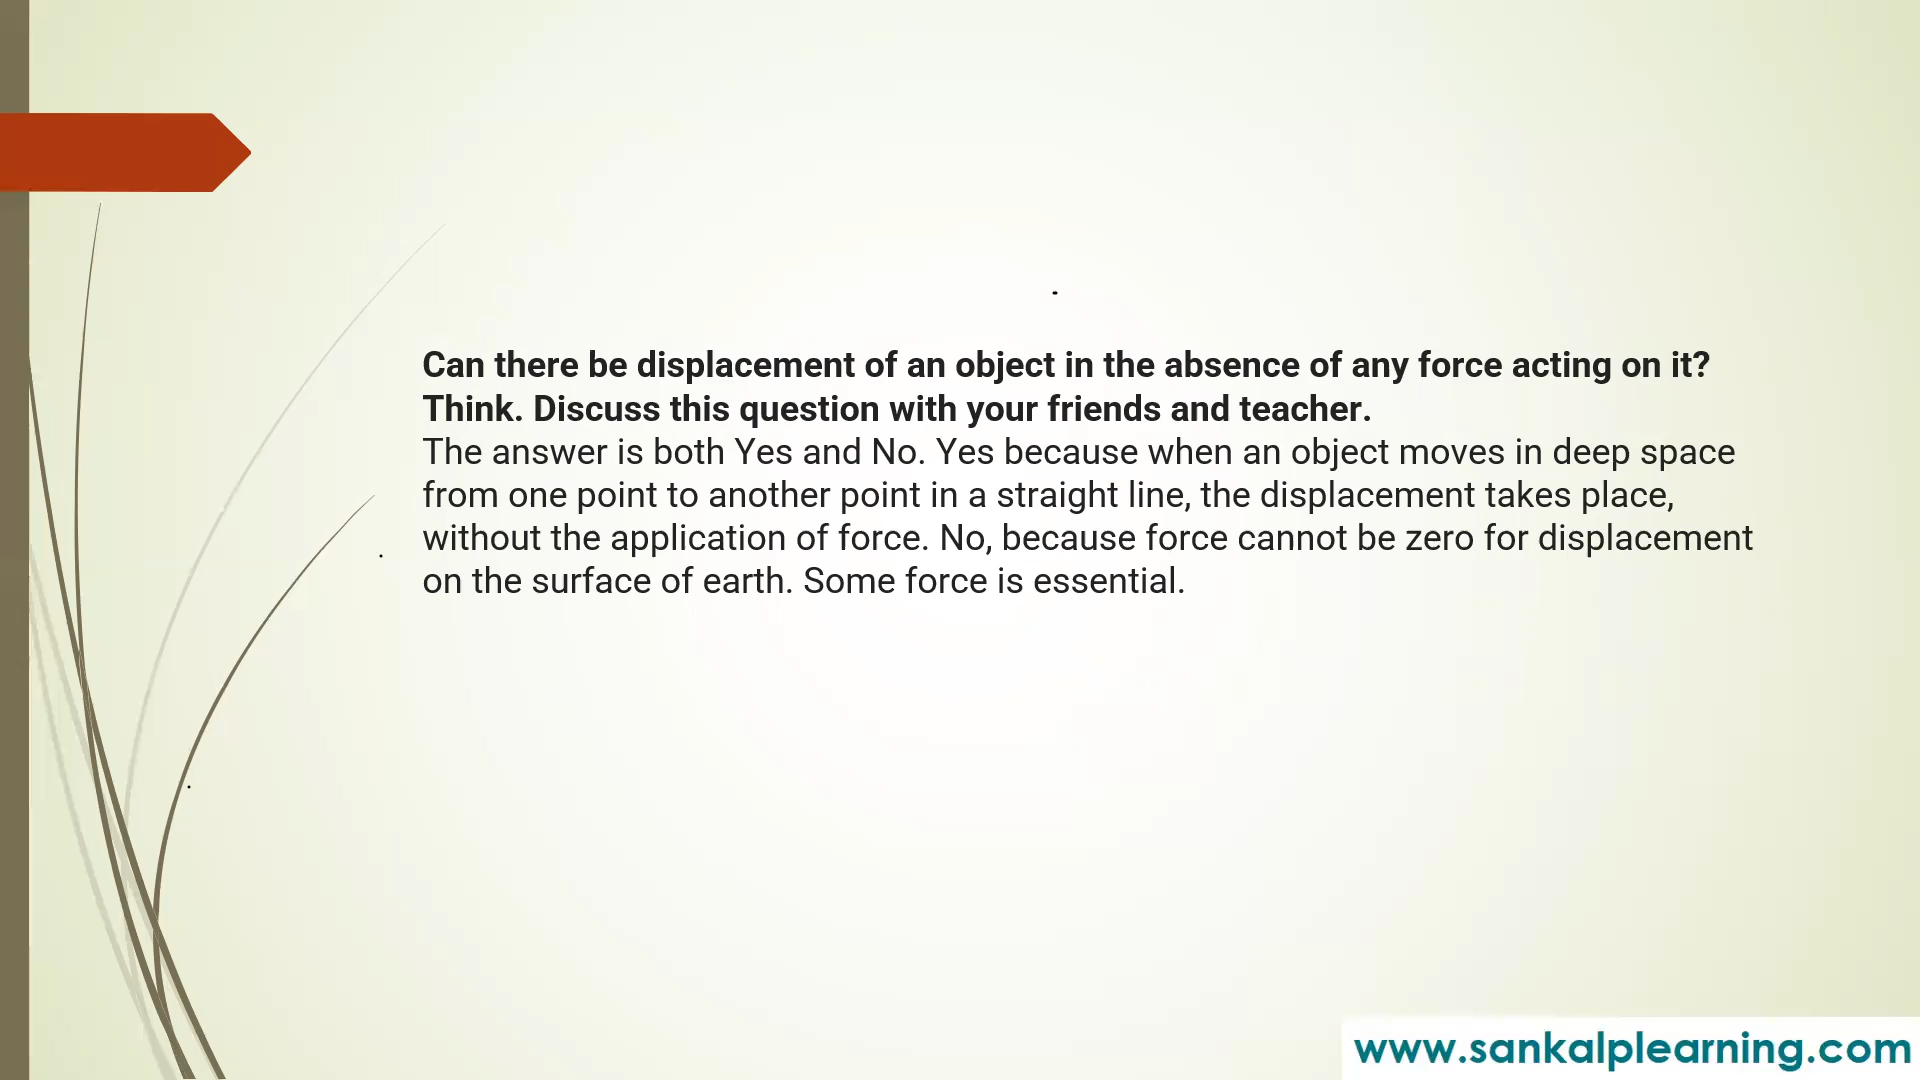 Can there be displacement of an object in the absence of any force acting on it?
Think. Discuss this question with your friends and teacher.
The answer is both Yes and No. Yes because when an object moves in deep space
from one point to another point in a straight line, the displacement takes place,
without the application of force. No, because force cannot be zero for displacement
on the surface of earth. Some force is essential.
www.sankalplearning.com